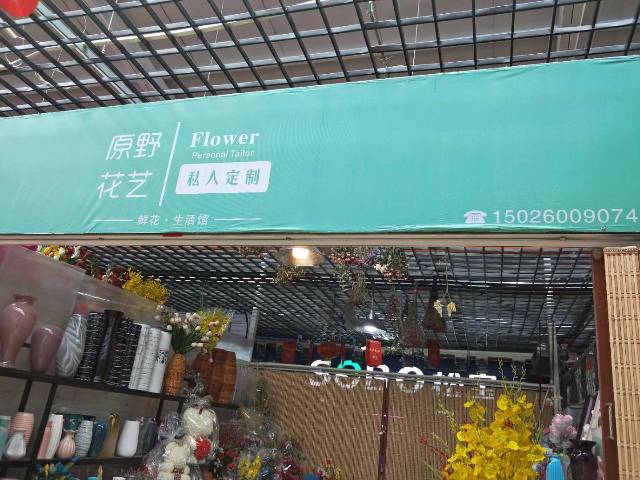 原野
花艺
Flower
Personal Tailor
私人定制
鲜花·生活馆
☎15026009074